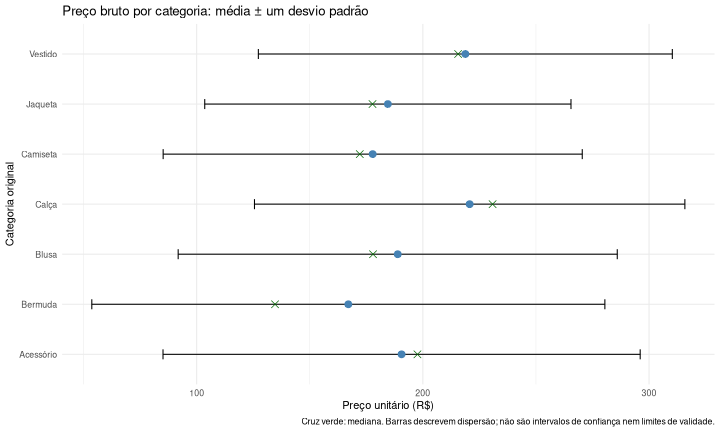 Preço bruto por categoria: média ± um desvio padrão
Categoria original
Vestido
Jaqueta
Camiseta
Calça
Blusa
Bermuda
Acessório
100
200
300
Preço unitário (R$)
Cruz verde: mediana. Barras descrevem dispersão; não são intervalos de confiança nem limites de validade.